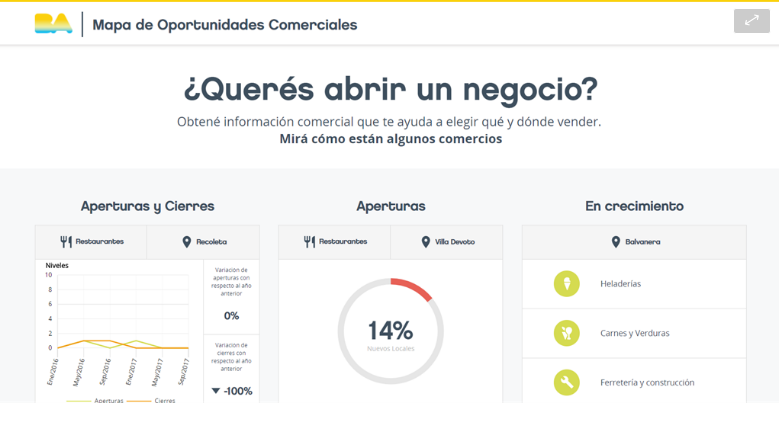 BA
Mapa de Oportunidades Comerciales
¿Querés abrir un negocio?
Obtené información comercial que te ayuda a elegir qué y dónde vender.
Mirá cómo están algunos comercios
Aperturas y Cierres
Restaurantes
Recoleta
Niveles
10
8
6
4
2
0
Ene/2016
May/2016
Sep/2016
Ene/2017
May/2017
Sep/2017
Aperturas
Cierres
Variación de
aperturas con
respecto al año
anterior
0%
Variación de
cierres con
respecto al año
anterior
-100%
Aperturas
Restaurantes
Villa Devoto
14%
Nuevos Locales
En crecimiento
Balvanera
Heladerías
Carnes y Verduras
Ferretería y construcción